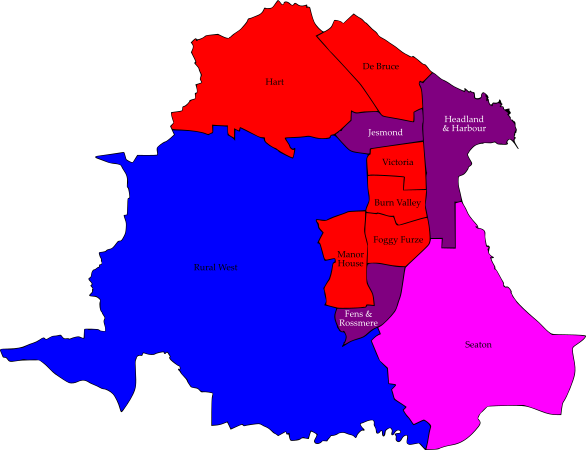 De Bruce
Hart
Headland
& Harbour
Jesmond
Victoria
Burn Valley
Foggy Furze
Manor
House
Rural West
Fens &
Rossmere
Seaton